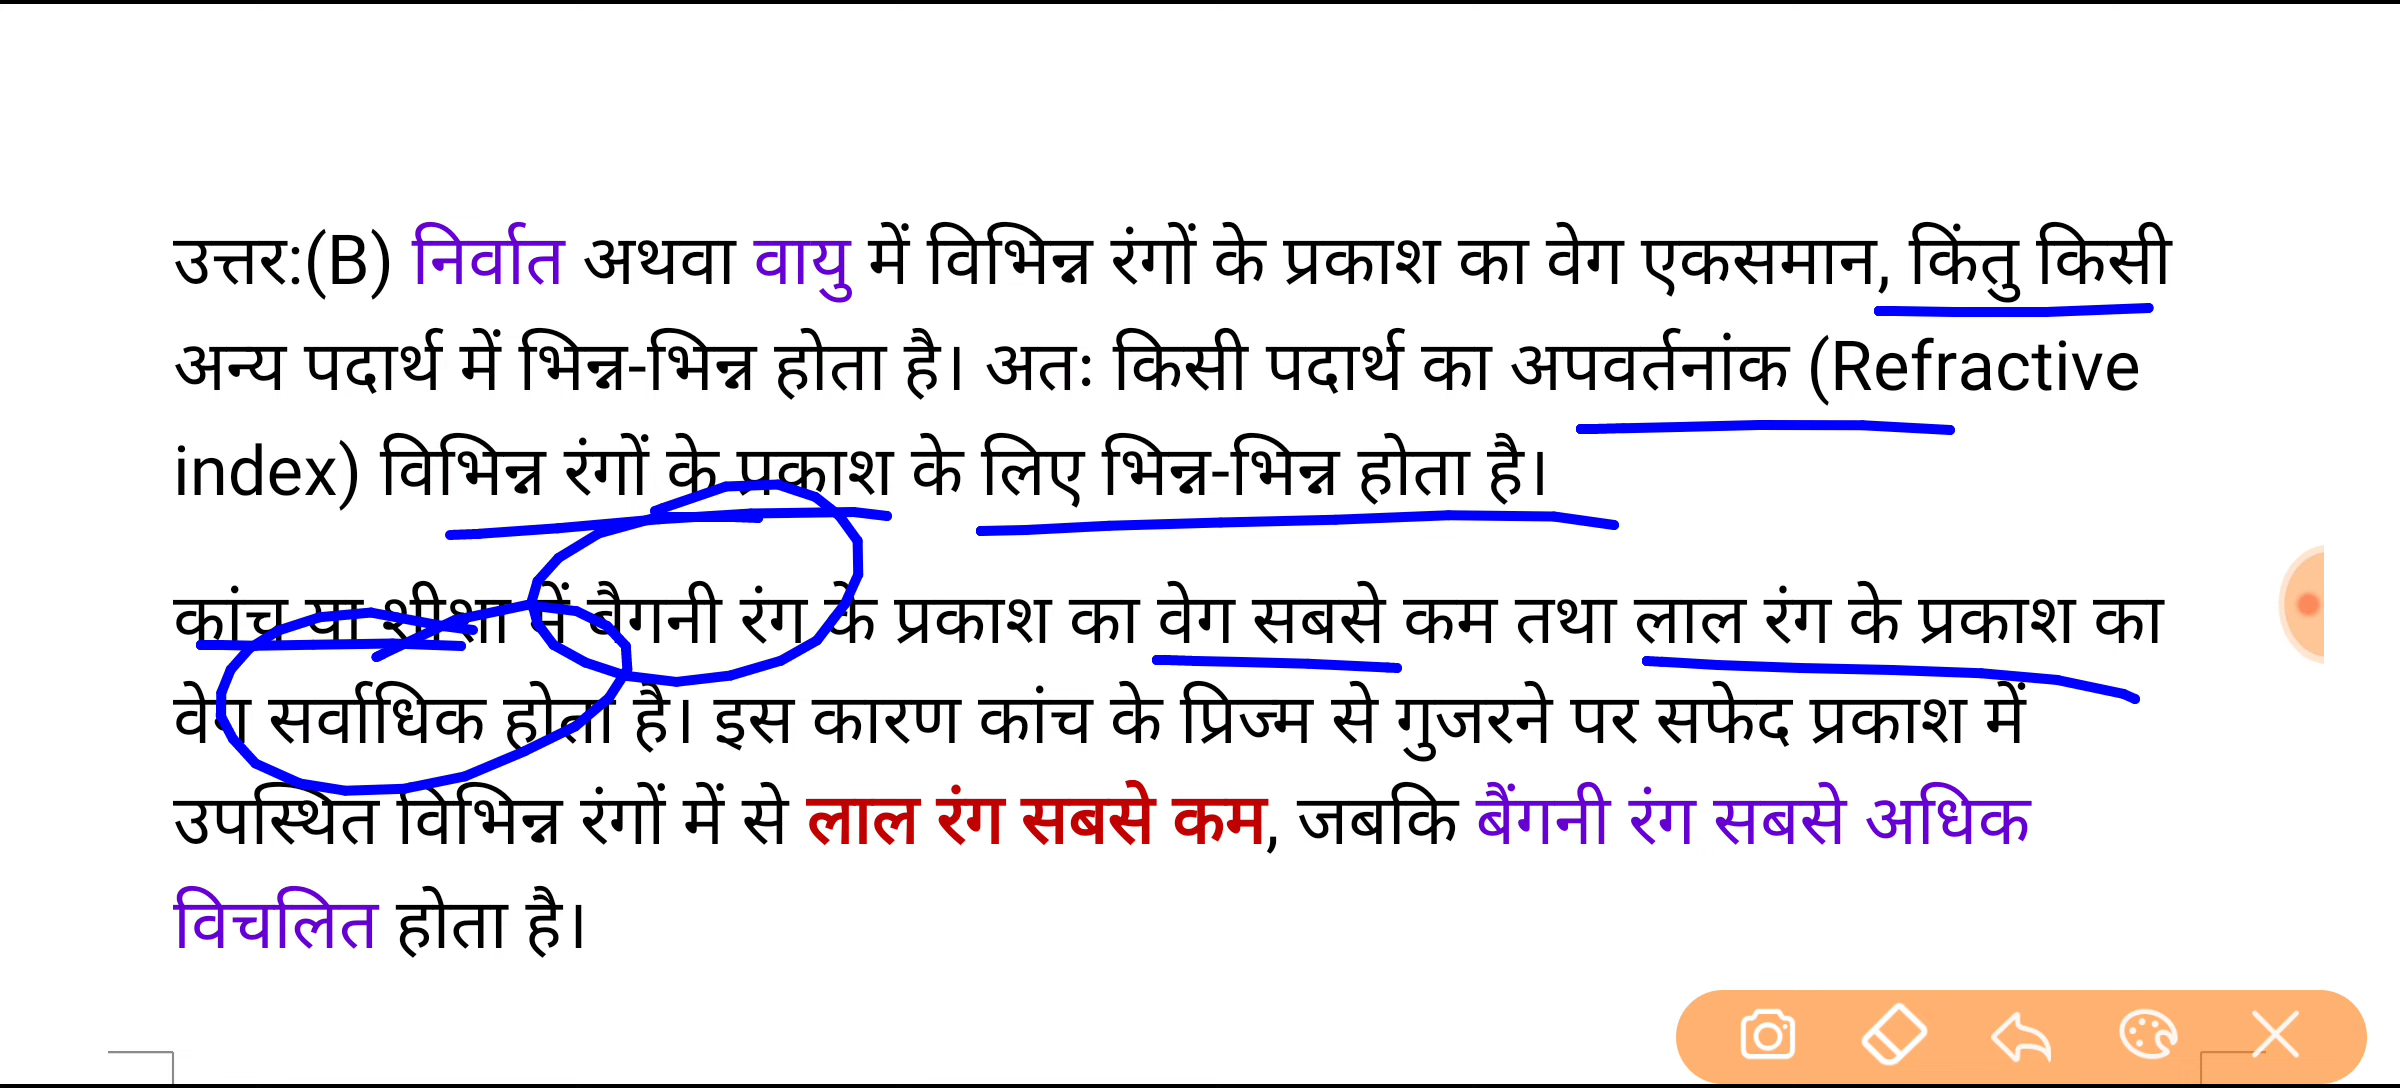 उत्तर:(B) निर्वात अथवा वायु में विभिन्न रंगों के प्रकाश का वेग एकसमान, किंतु किसी
अन्य पदार्थ में भिन्न-भिन्न होता है। अतः किसी पदार्थ का अपवर्तनांक (Refractive
index) विभिन्न रंगों के प्रकाश के लिए भिन्न-भिन्न होता है।
कांच या शीशा में बैगनी रंग के प्रकाश का वेग सबसे कम तथा लाल रंग के प्रकाश का
वेग सर्वाधिक होता है। इस कारण कांच के प्रिज्म से गुजरने पर सफेद प्रकाश में
उपस्थित विभिन्न रंगों में से लाल रंग सबसे कम, जबकि बैंगनी रंग सबसे अधिक
विचलित होता है।